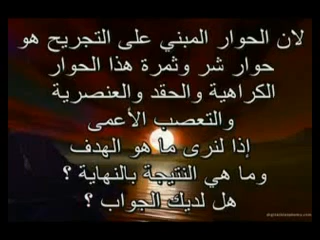 لان الحوار المبني على التجريح هو
حوار شر وثمرة هذا الحوار
الكراهية والحقد والعنصرية
والتعصب الأعمى
إذا لنرى ما هو الهدف
وما هي النتيجة بالنهاية ؟
هل لديك الجواب ؟